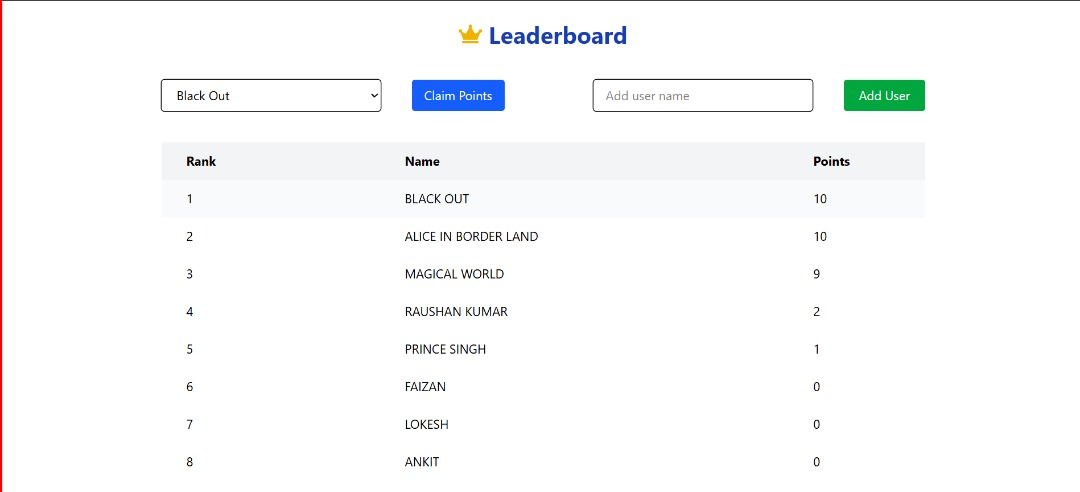 Leaderboard
Black Out Claim Points Add user name Add User
Rank Name Points
1 BLACK OUT 10
2 ALICE IN BORDER LAND 10
3 MAGICAL WORLD 9
4 RAUSHAN KUMAR 2
5 PRINCE SINGH 1
6 FAIZAN 0
7 LOKESH 0
8 ANKIT 0